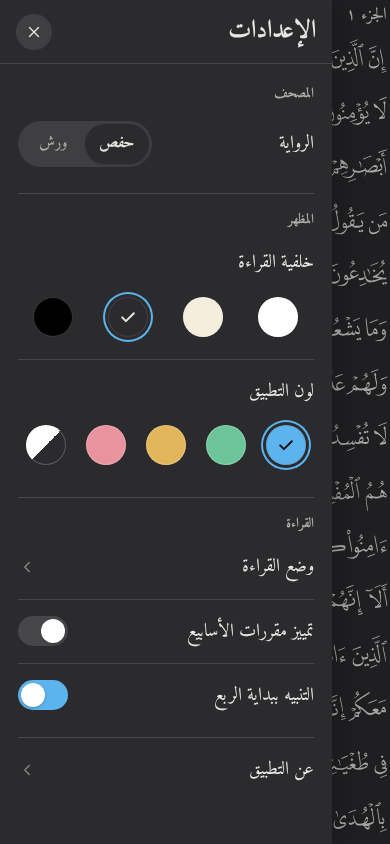 الإعدادات
المصحف
الرواية
حفص
ورش
المظهر
خلفية القراءة
لون التطبيق
القراءة
وضع القراءة
تمييز مقررات الأسابيع
التنبيه ببداية الربع
عن التطبيق
الجزء ١
إِنَّ ٱلَّذِينَ
لَا يُؤْمِنُونَ
أَبْصَٰرِهِمْ
مَن يَقُولُ
يُخَٰدِعُونَ
وَمَا يَشْعُ
وَلَهُمْ عَ
لَا تُفْسِدُ
هُمُ ٱلْمُفْ
ءَامِنُوا۟ كَ
أَلَآ إِنَّهُمْ
ٱلَّذِينَ ءَا
مَعَكُمْ إِنَّ
فِى طُغْيَٰ
بِٱلْهُدَىٰ